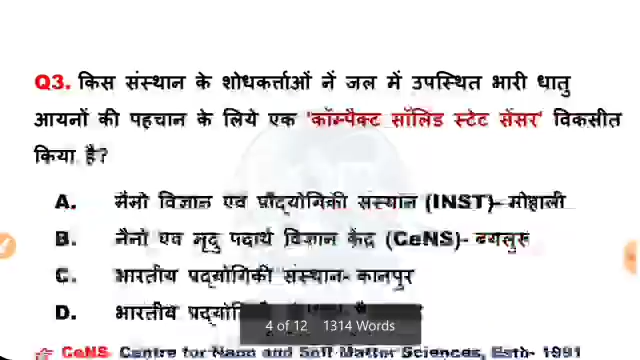 Q3. किस संस्थान के शोधकर्त्ताओं नें जल में उपस्थित भारी धातु
आयनों की पहचान के लिये एक 'कॉम्पैक्ट सॉलिड स्टेट सेंसर' विकसीत
किया है?
A. नैनो विज्ञान एवं प्रौद्योगिकी संस्थान (INST)- मोहाली
B. नैनो एवं मृदु पदार्थ विज्ञान केंद्र (CeNS)- बंगलुरु
C. भारतीय प्रद्योगिकी संस्थान- कानपुर
D. भारतीय
4 of 12 1314 Words
CeNS- Centre for Nano and Soft Matter Sciences, Estb- 1991